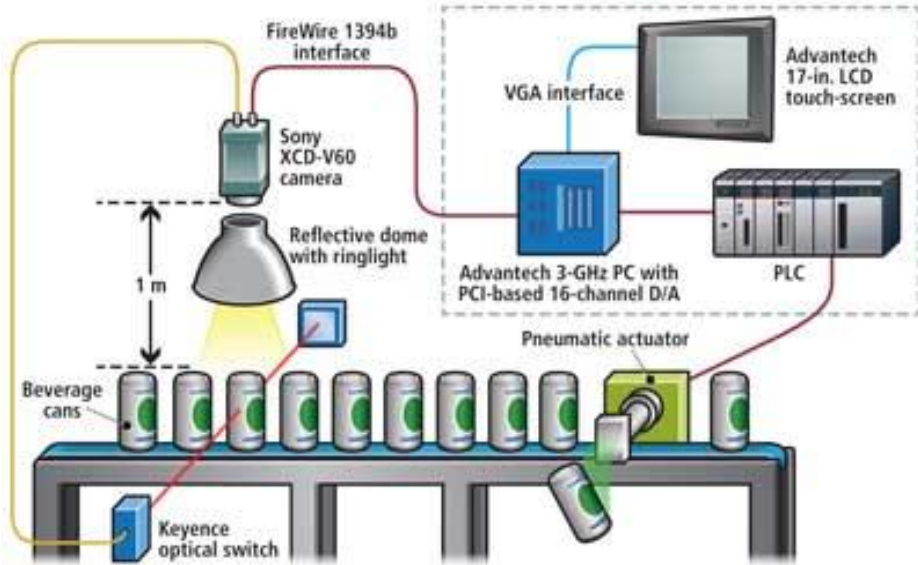 FireWire 1394b
interface
Sony
XCD-V60
camera
Reflective dome
with ringlight
1 m
Beverage
cans
Keyence
optical switch
VGA interface
Advantech
17-in. LCD
touch-screen
Advantech 3-GHz PC with
PCI-based 16-channel D/A
PLC
Pneumatic actuator